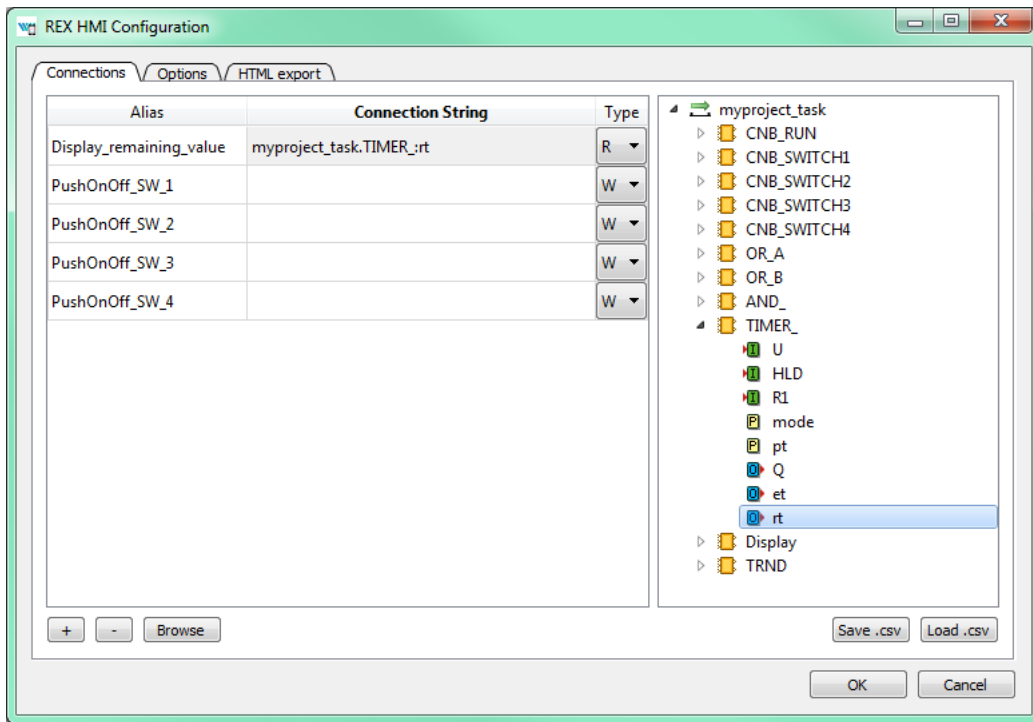 REX HMI Configuration
Connections Options HTML export
Alias Connection String Type
Display_remaining_value myproject_task.TIMER_:rt R
PushOnOff_SW_1 W
PushOnOff_SW_2 W
PushOnOff_SW_3 W
PushOnOff_SW_4 W
myproject_task
CNB_RUN
CNB_SWITCH1
CNB_SWITCH2
CNB_SWITCH3
CNB_SWITCH4
OR_A
OR_B
AND_
TIMER_
I U
I HLD
I R1
P mode
P pt
O Q
O et
O rt
Display
TRND
+ - Browse Save .csv Load .csv
OK Cancel